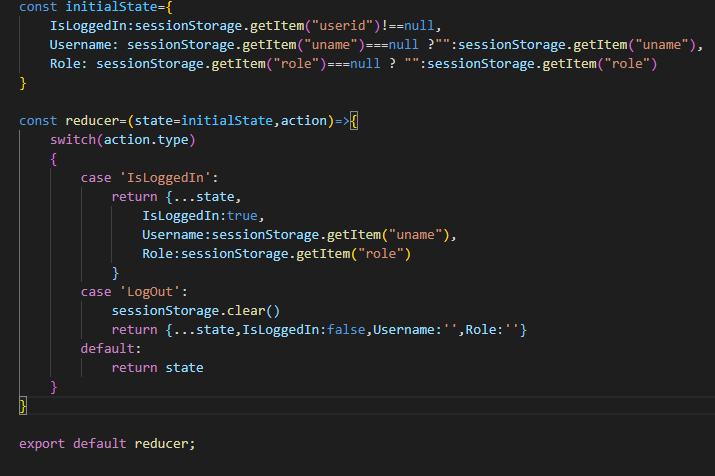 const initialState={
    IsLoggedIn:sessionStorage.getItem("userid")!==null,
    Username: sessionStorage.getItem("uname")===null ?"":sessionStorage.getItem("uname"),
    Role: sessionStorage.getItem("role")===null ? "":sessionStorage.getItem("role")
}

const reducer=(state=initialState,action)=>{
    switch(action.type)
    {
        case 'IsLoggedIn':
            return {...state,
                IsLoggedIn:true,
                Username:sessionStorage.getItem("uname"),
                Role:sessionStorage.getItem("role")
            }
        case 'LogOut':
            sessionStorage.clear()
            return {...state,IsLoggedIn:false,Username:'',Role:''}
        default:
            return state
    }
}

export default reducer;